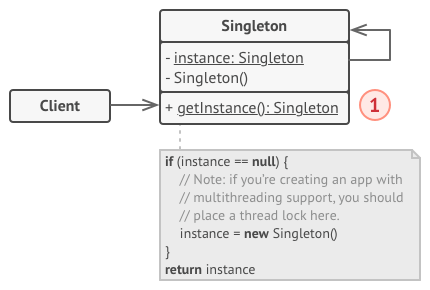 Singleton
- instance: Singleton
- Singleton()
+ getInstance(): Singleton
Client
1
if (instance == null) {
// Note: if you're creating an app with
// multithreading support, you should
// place a thread lock here.
instance = new Singleton()
}
return instance